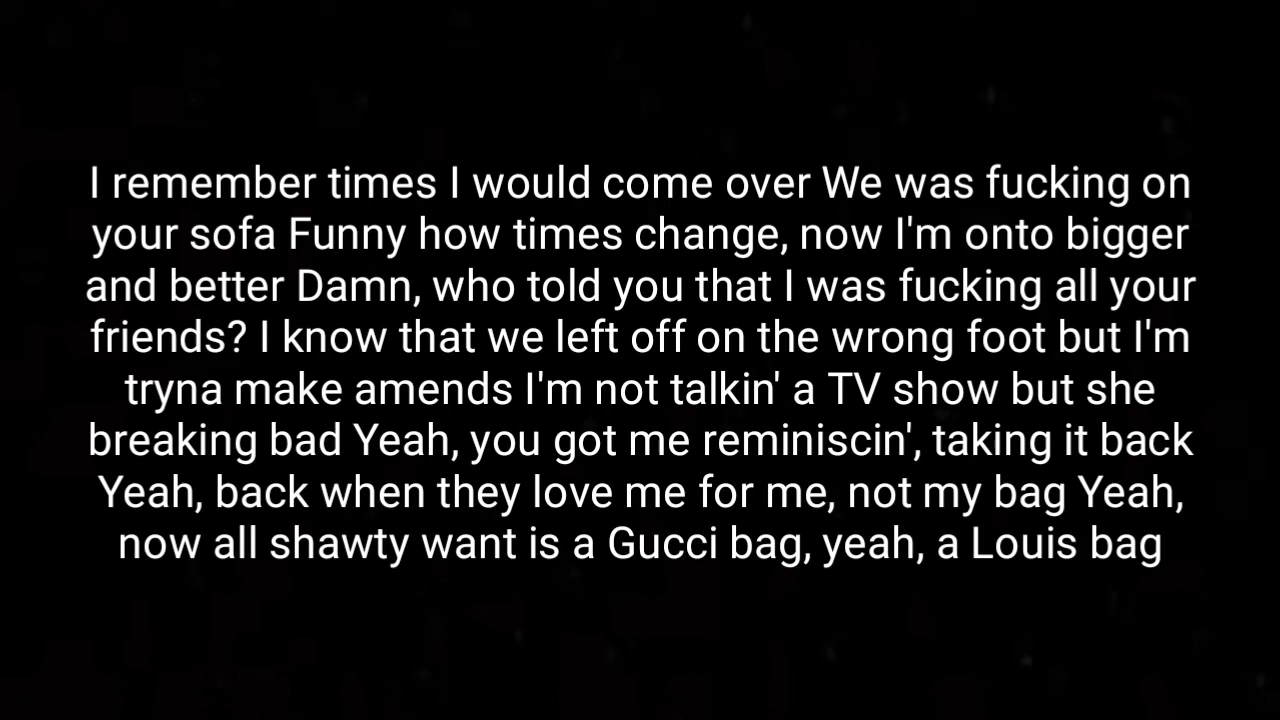 I remember times I would come over We was fucking on
your sofa Funny how times change, now I'm onto bigger
and better Damn, who told you that I was fucking all your
friends? I know that we left off on the wrong foot but I'm
tryna make amends I'm not talkin' a TV show but she
breaking bad Yeah, you got me reminiscin', taking it back
Yeah, back when they love me for me, not my bag Yeah,
now all shawty want is a Gucci bag, yeah, a Louis bag